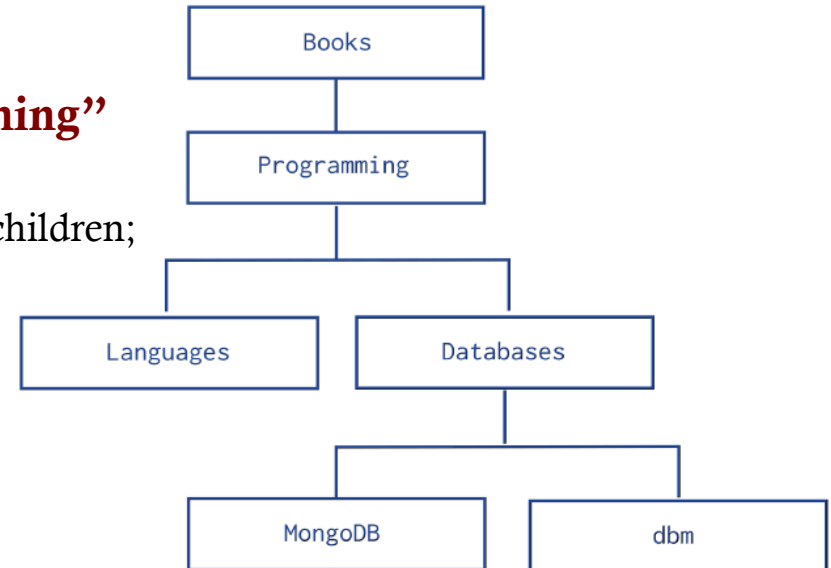 Books
ning”
Programming
children;
Languages
Databases
MongoDB
dbm